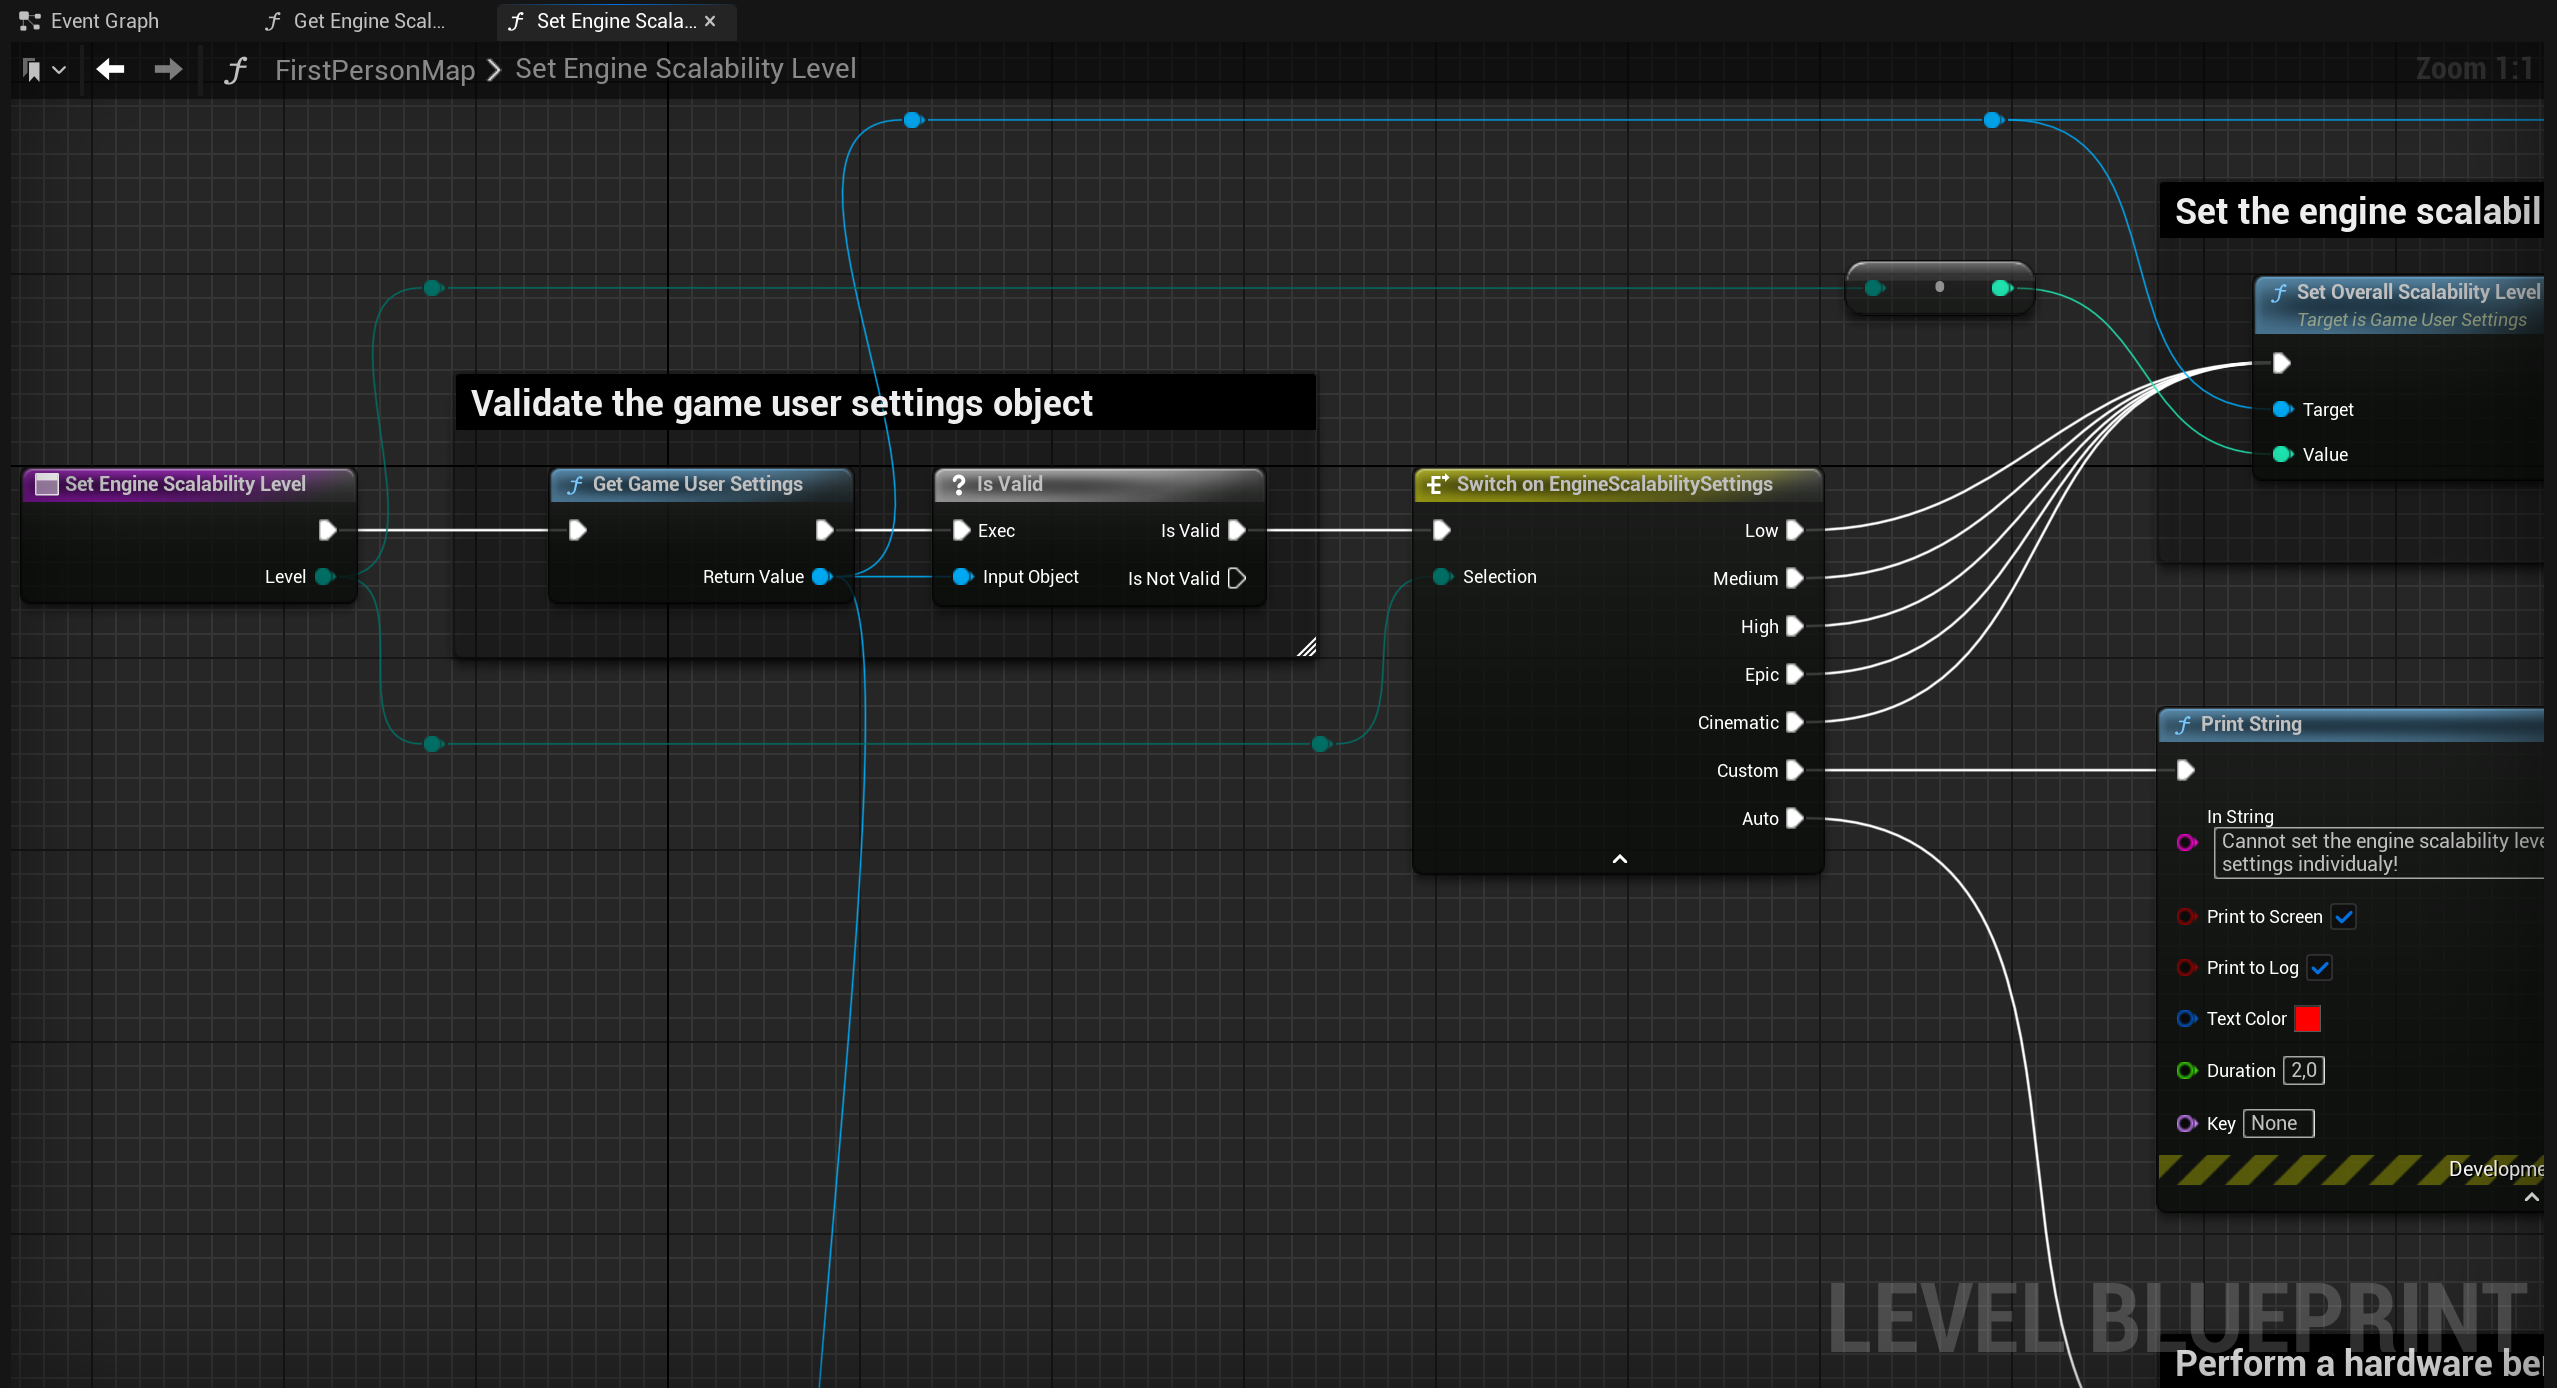 Event Graph
Get Engine Scal...
Set Engine Scala...
FirstPersonMap
Set Engine Scalability Level
Zoom 1:1
Set the engine scalabil
Set Overall Scalability Level
Target is Game User Settings
Target
Value
Validate the game user settings object
Set Engine Scalability Level
Level
Get Game User Settings
Return Value
? Is Valid
Exec
Is Valid
Input Object
Is Not Valid
Switch on EngineScalabilitySettings
Selection
Low
Medium
High
Epic
Cinematic
Custom
Auto
Print String
In String
Cannot set the engine scalability leve
settings individualy!
Print to Screen
Print to Log
Text Color
Duration 2,0
Key None
Developme
LEVEL BLUEPRINT
Perform a hardware be